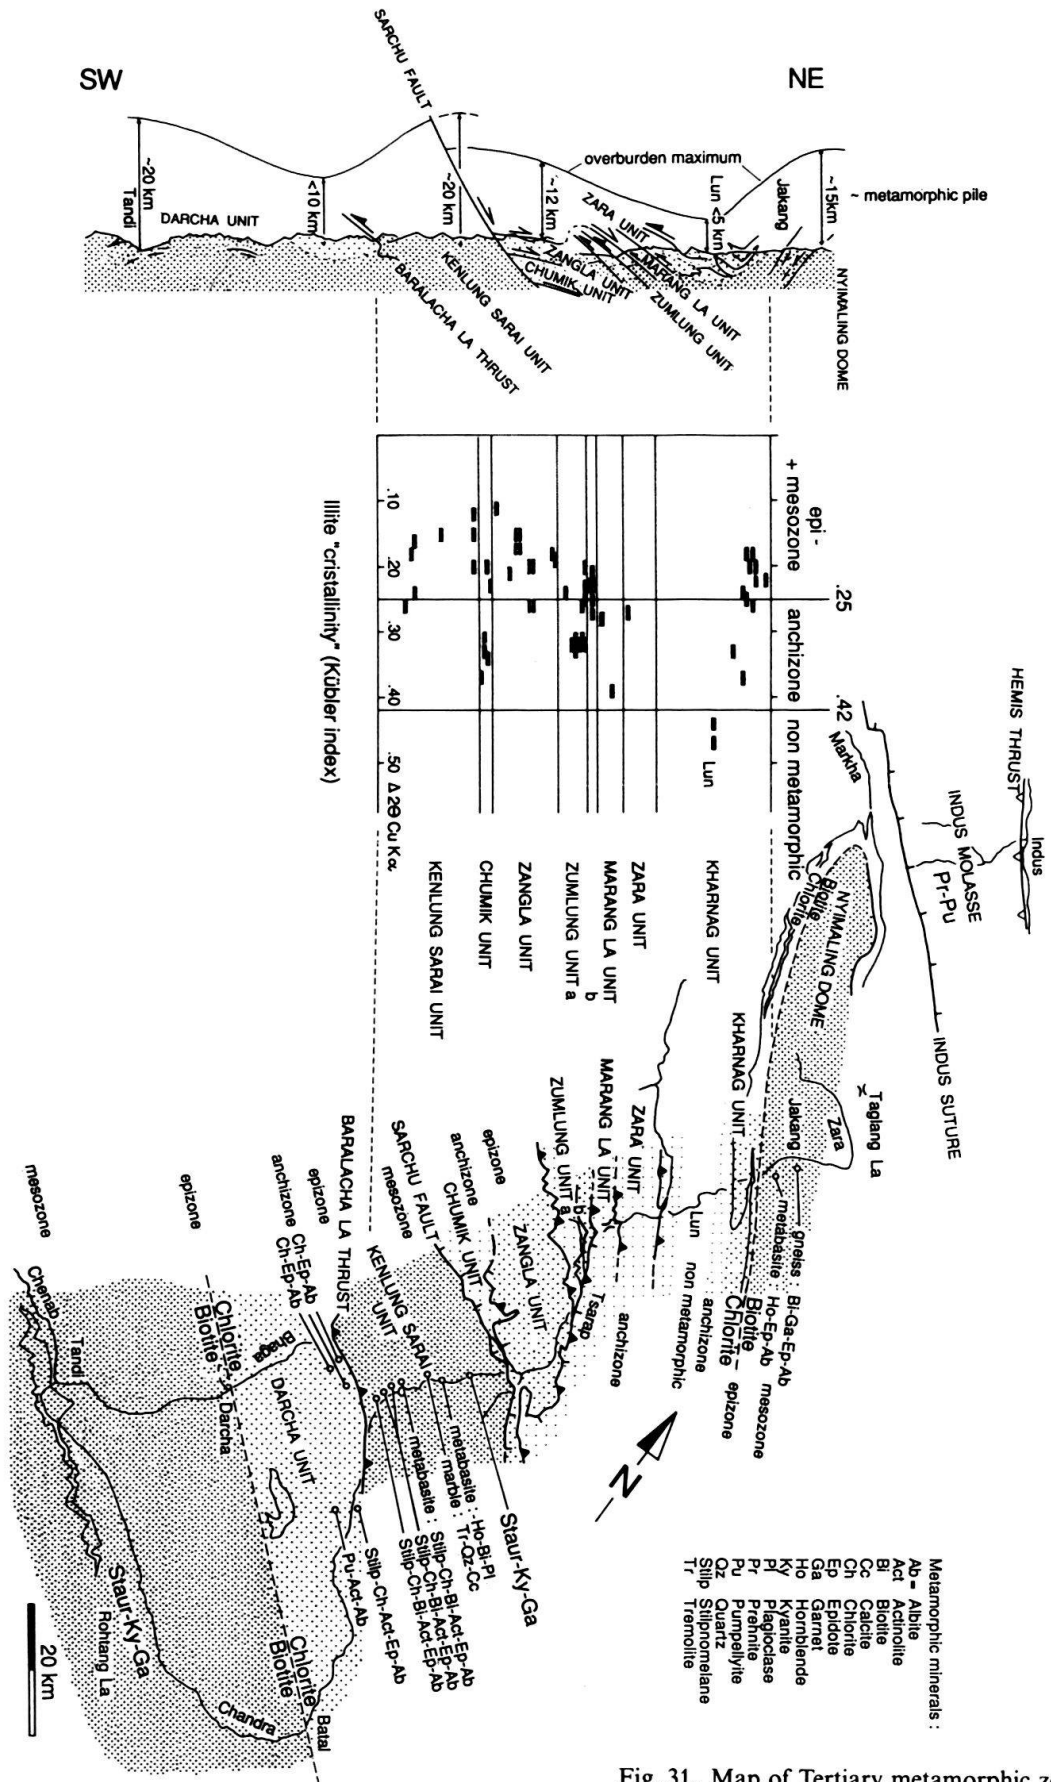 SW
NE
SARCHU FAULT
overburden maximum
~ metamorphic pile
~20 km
Tandi
DARCHA UNIT
<10 km
~20 km
~12 km
ZARA UNIT
Lun <5 km
Jakang
~15km
BARALACHA LA THRUST
KENLUNG SARAI UNIT
CHUMIK UNIT
ZANGLA UNIT
MARANG LA UNIT
ZUMLUNG UNIT
NYIMALING DOME
epi -
+ mesozone
anchizone
non metamorphic
.25
.42
.10
.20
.30
.40
.50 Δ2Θ Cu Kα
Illite "cristallinity" (Kübler index)
Lun
KENLUNG SARAI UNIT
CHUMIK UNIT
ZANGLA UNIT
ZUMLUNG UNIT a
b
MARANG LA UNIT
ZARA UNIT
KHARNAG UNIT
HEMIS THRUST
Indus
INDUS MOLASSE
Pr-Pu
Markha
INDUS SUTURE
NYIMALING DOME
Biotite
Chlorite
KHARNAG UNIT
Taglang La
Zara
Jakang
gneiss Bi-Ga-Ep-Ab
metabasite Ho-Ep-Ab mesozone
Biotite
Chlorite epizone
anchizone
non metamorphic
Lun
ZARA UNIT
MARANG LA UNIT
ZUMLUNG UNIT a
b
Tsarap
anchizone
ZANGLA UNIT
epizone
anchizone
CHUMIK UNIT
SARCHU FAULT
mesozone
KENLUNG SARAI
UNIT
BARALACHA LA THRUST
epizone
anchizone
Ch-Ep-Ab
Ch-Ep-Ab
epizone
mesozone
Chenab
Tandi
Bhaga
Chlorite
Biotite
Darcha
DARCHA UNIT
Staur-Ky-Ga
metabasite : Ho-Bi-Pl
marble : Tr-Qz-Cc
metabasite : Stilp-Ch-Bi-Act-Ep-Ab
Stilp-Ch-Bi-Act-Ep-Ab
Stilp-Ch-Bi-Act-Ep-Ab
Stilp-Ch-Act-Ep-Ab
Pu-Act-Ab
Chlorite
Biotite
Batal
Chandra
Staur-Ky-Ga
Rohtang La
N
20 km
Metamorphic minerals :
Ab = Albite
Act Actinolite
Bi Biotite
Cc Calcite
Ch Chlorite
Ep Epidote
Ga Garnet
Ho Hornblende
Ky Kyanite
Pl Plagioclase
Pr Prehnite
Pu Pumpellyite
Qz Quartz
Stilp Stilpnomelane
Tr Tremolite
Fig. 31. Map of Tertiary metamorphic z